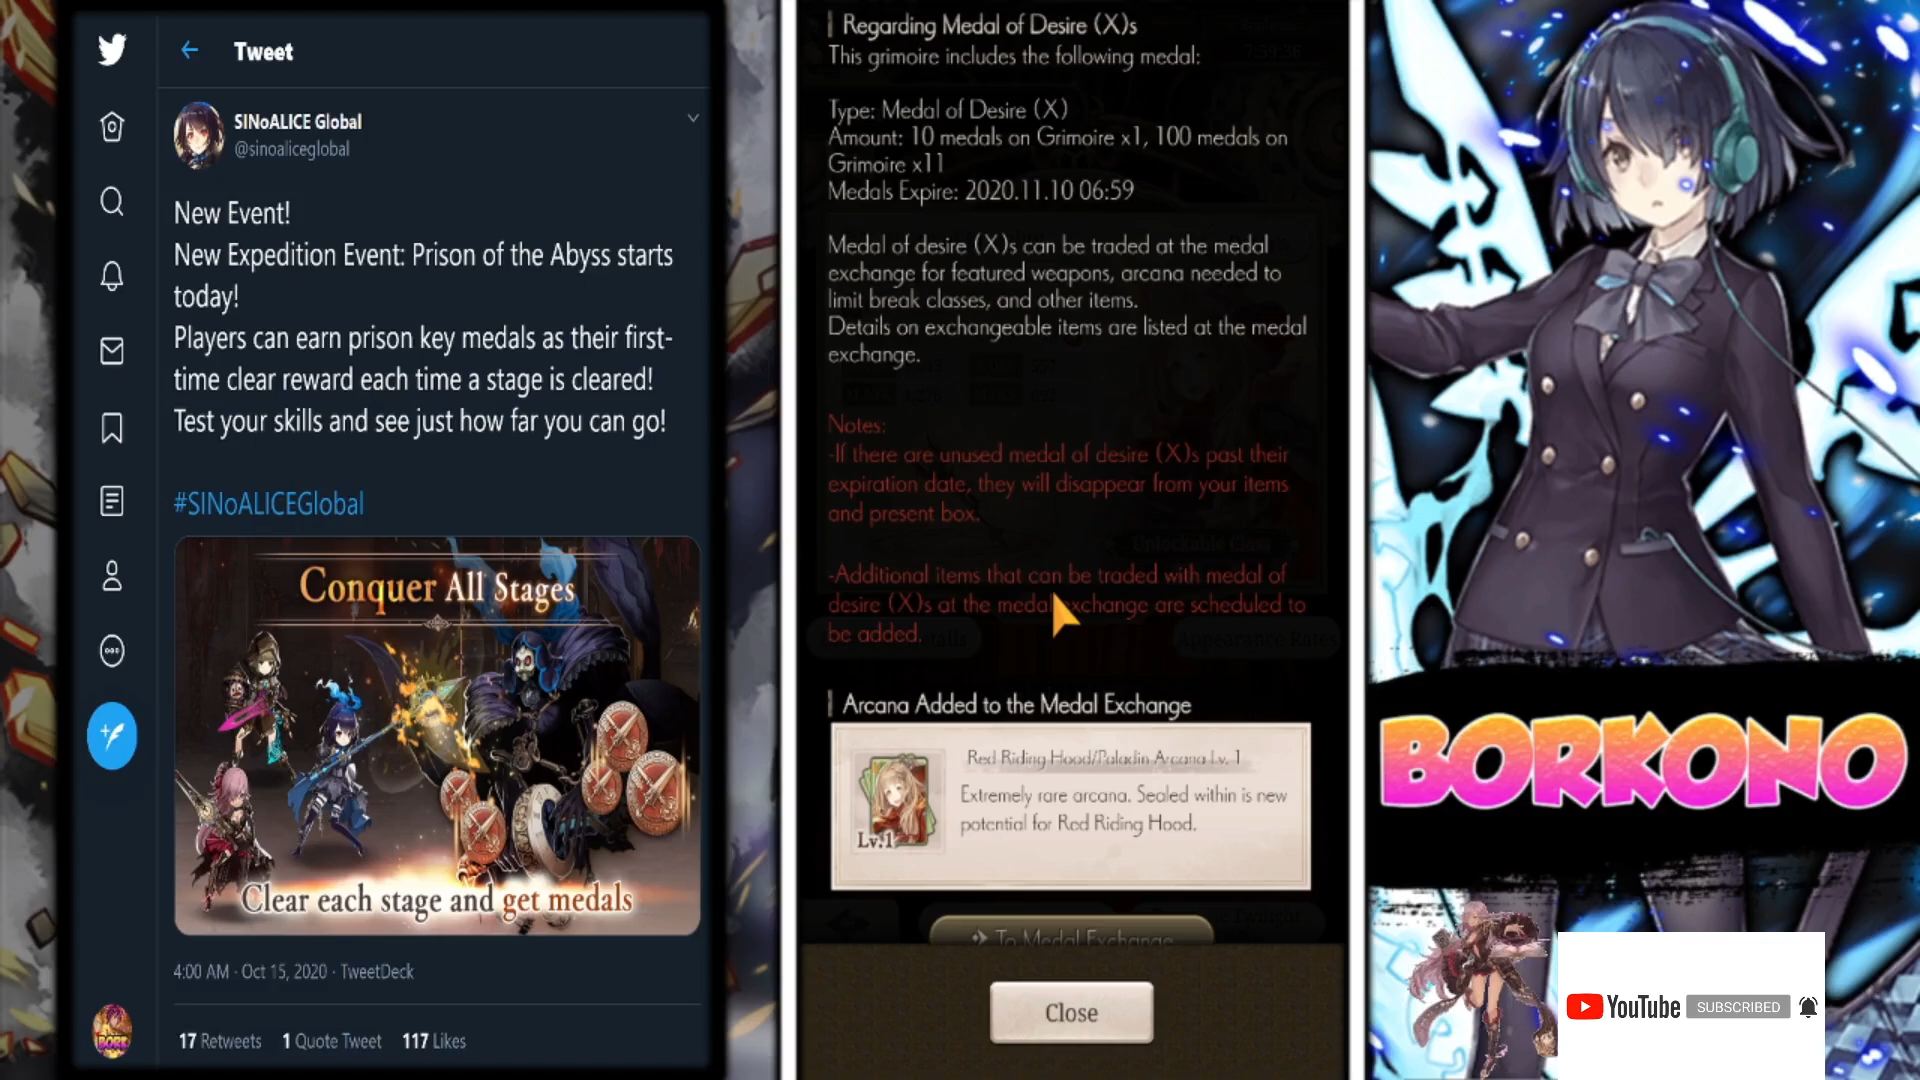 Tweet
SINoALICE Global
@sinoaliceglobal
New Event!
New Expedition Event: Prison of the Abyss starts
today!
Players can earn prison key medals as their first-
time clear reward each time a stage is cleared!
Test your skills and see just how far you can go!
#SINoALICEGlobal
Conquer All Stages
Clear each stage and get medals
4:00 AM · Oct 15, 2020 · TweetDeck
17 Retweets 1 Quote Tweet 117 Likes
BORK
Regarding Medal of Desire (X)s
This grimoire includes the following medal:
Type: Medal of Desire (X)
Amount: 10 medals on Grimoire x1, 100 medals on
Grimoire x11
Medals Expire: 2020.11.10 06:59
Medal of desire (X)s can be traded at the medal
exchange for featured weapons, arcana needed to
limit break classes, and other items.
Details on exchangeable items are listed at the medal
exchange.
Notes:
-If there are unused medal of desire (X)s past their
expiration date, they will disappear from your items
and present box.
Unlockable Class
-Additional items that can be traded with medal of
desire (X)s at the medal exchange are scheduled to
be added.
Appearance Rates
Arcana Added to the Medal Exchange
Red Riding Hood/Paladin Arcana Lv. 1
Extremely rare arcana. Sealed within is new
potential for Red Riding Hood.
Lv.1
To Medal Exchange
Close
BORKONO
YouTube SUBSCRIBED